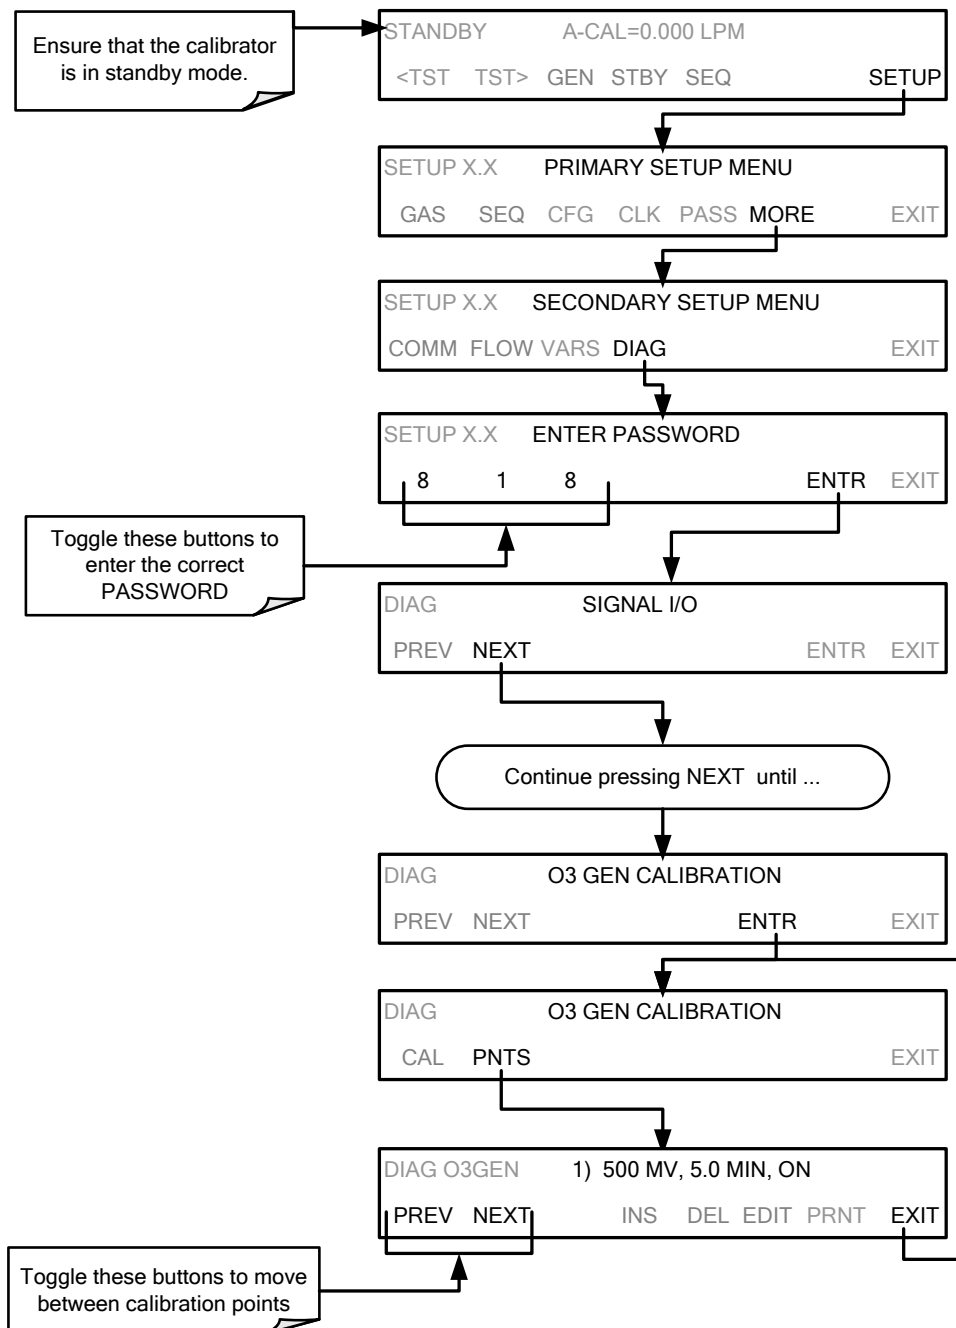 Ensure that the calibrator
is in standby mode.
STANDBY A-CAL=0.000 LPM
<TST TST> GEN STBY SEQ SETUP
SETUP X.X PRIMARY SETUP MENU
GAS SEQ CFG CLK PASS MORE EXIT
SETUP X.X SECONDARY SETUP MENU
COMM FLOW VARS DIAG EXIT
SETUP X.X ENTER PASSWORD
8 1 8 ENTR EXIT
Toggle these buttons to
enter the correct
PASSWORD
DIAG SIGNAL I/O
PREV NEXT ENTR EXIT
Continue pressing NEXT until ...
DIAG O3 GEN CALIBRATION
PREV NEXT ENTR EXIT
DIAG O3 GEN CALIBRATION
CAL PNTS EXIT
DIAG O3GEN 1) 500 MV, 5.0 MIN, ON
PREV NEXT INS DEL EDIT PRNT EXIT
Toggle these buttons to move
between calibration points